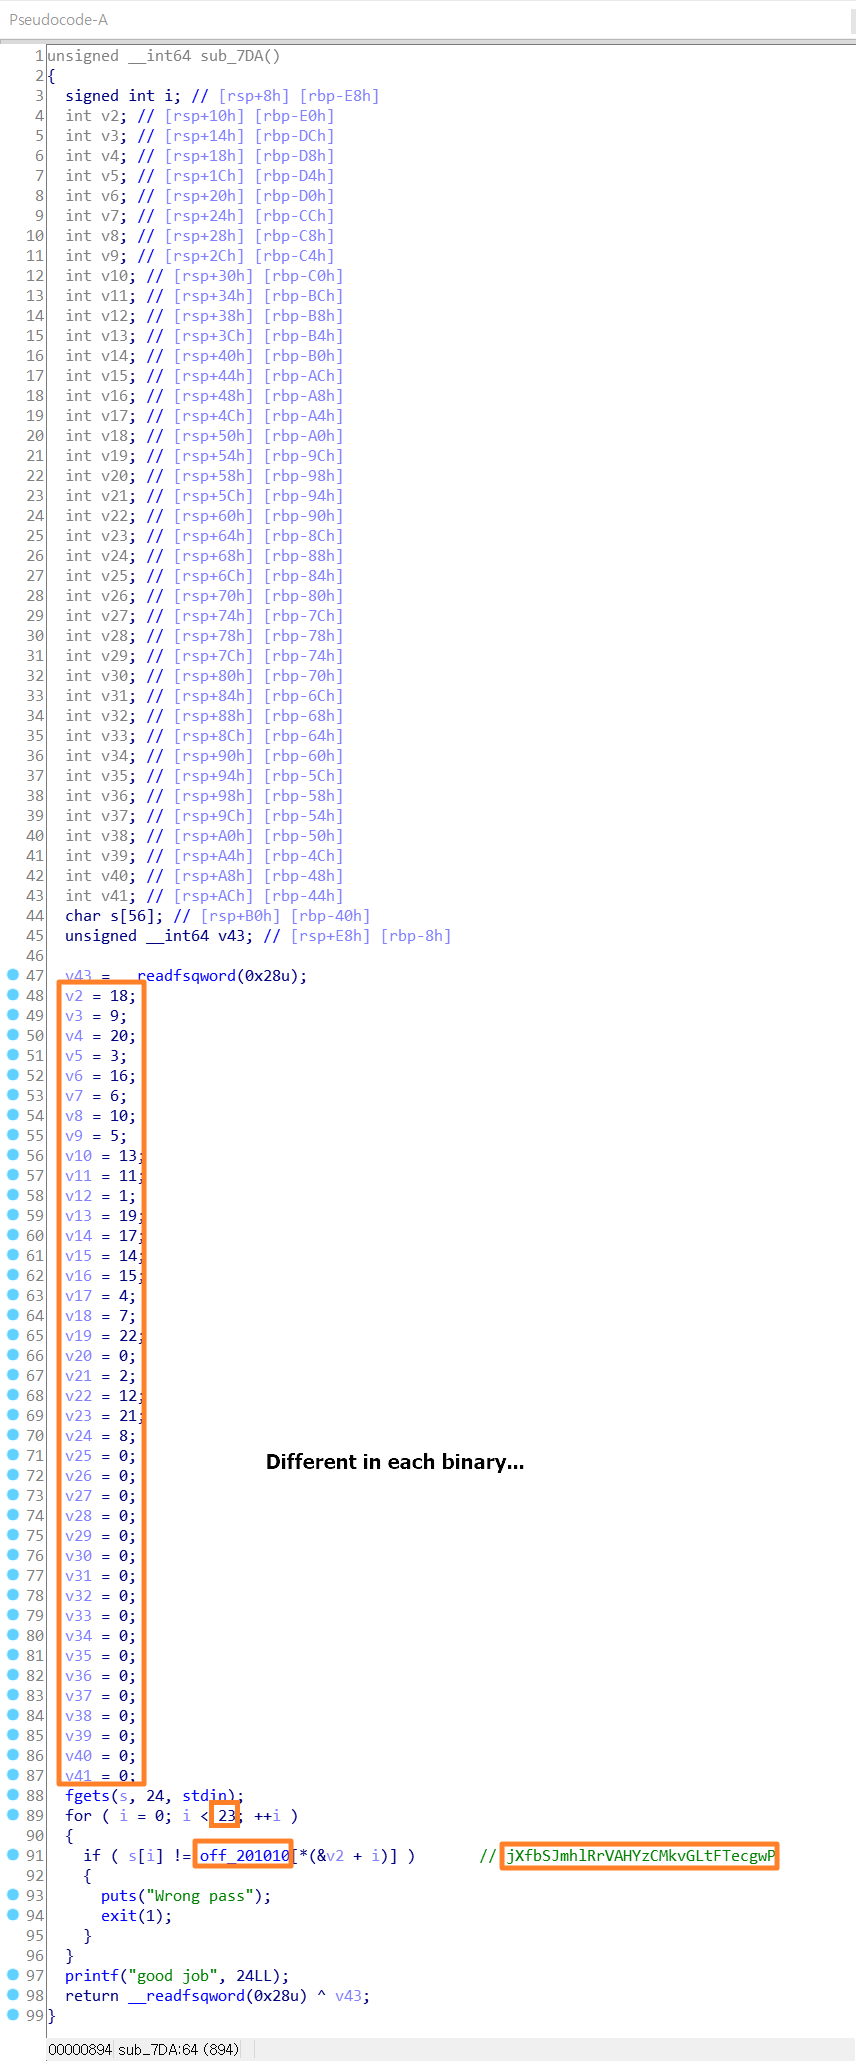 Pseudocode-A
1 unsigned __int64 sub_7DA()
2 {
3 signed int i; // [rsp+8h] [rbp-E8h]
4 int v2; // [rsp+10h] [rbp-E0h]
5 int v3; // [rsp+14h] [rbp-DCh]
6 int v4; // [rsp+18h] [rbp-D8h]
7 int v5; // [rsp+1Ch] [rbp-D4h]
8 int v6; // [rsp+20h] [rbp-D0h]
9 int v7; // [rsp+24h] [rbp-CCh]
10 int v8; // [rsp+28h] [rbp-C8h]
11 int v9; // [rsp+2Ch] [rbp-C4h]
12 int v10; // [rsp+30h] [rbp-C0h]
13 int v11; // [rsp+34h] [rbp-BCh]
14 int v12; // [rsp+38h] [rbp-B8h]
15 int v13; // [rsp+3Ch] [rbp-B4h]
16 int v14; // [rsp+40h] [rbp-B0h]
17 int v15; // [rsp+44h] [rbp-ACh]
18 int v16; // [rsp+48h] [rbp-A8h]
19 int v17; // [rsp+4Ch] [rbp-A4h]
20 int v18; // [rsp+50h] [rbp-A0h]
21 int v19; // [rsp+54h] [rbp-9Ch]
22 int v20; // [rsp+58h] [rbp-98h]
23 int v21; // [rsp+5Ch] [rbp-94h]
24 int v22; // [rsp+60h] [rbp-90h]
25 int v23; // [rsp+64h] [rbp-8Ch]
26 int v24; // [rsp+68h] [rbp-88h]
27 int v25; // [rsp+6Ch] [rbp-84h]
28 int v26; // [rsp+70h] [rbp-80h]
29 int v27; // [rsp+74h] [rbp-7Ch]
30 int v28; // [rsp+78h] [rbp-78h]
31 int v29; // [rsp+7Ch] [rbp-74h]
32 int v30; // [rsp+80h] [rbp-70h]
33 int v31; // [rsp+84h] [rbp-6Ch]
34 int v32; // [rsp+88h] [rbp-68h]
35 int v33; // [rsp+8Ch] [rbp-64h]
36 int v34; // [rsp+90h] [rbp-60h]
37 int v35; // [rsp+94h] [rbp-5Ch]
38 int v36; // [rsp+98h] [rbp-58h]
39 int v37; // [rsp+9Ch] [rbp-54h]
40 int v38; // [rsp+A0h] [rbp-50h]
41 int v39; // [rsp+A4h] [rbp-4Ch]
42 int v40; // [rsp+A8h] [rbp-48h]
43 int v41; // [rsp+ACh] [rbp-44h]
44 char s[56]; // [rsp+B0h] [rbp-40h]
45 unsigned __int64 v43; // [rsp+E8h] [rbp-8h]
46
47 v43 = __readfsqword(0x28u);
48 v2 = 18;
49 v3 = 9;
50 v4 = 20;
51 v5 = 3;
52 v6 = 16;
53 v7 = 6;
54 v8 = 10;
55 v9 = 5;
56 v10 = 13;
57 v11 = 11;
58 v12 = 1;
59 v13 = 19;
60 v14 = 17;
61 v15 = 14;
62 v16 = 15;
63 v17 = 4;
64 v18 = 7;
65 v19 = 22;
66 v20 = 0;
67 v21 = 2;
68 v22 = 12;
69 v23 = 21;
70 v24 = 8;
71 v25 = 0;
Different in each binary...
72 v26 = 0;
73 v27 = 0;
74 v28 = 0;
75 v29 = 0;
76 v30 = 0;
77 v31 = 0;
78 v32 = 0;
79 v33 = 0;
80 v34 = 0;
81 v35 = 0;
82 v36 = 0;
83 v37 = 0;
84 v38 = 0;
85 v39 = 0;
86 v40 = 0;
87 v41 = 0;
88 fgets(s, 24, stdin);
89 for ( i = 0; i < 23; ++i )
90 {
91 if ( s[i] != off_201010[*(&v2 + i)] ) // jXfbSJmhlRrVAHYzCMkvGLtFTecgwP
92 {
93 puts("Wrong pass");
94 exit(1);
95 }
96 }
97 printf("good job", 24LL);
98 return __readfsqword(0x28u) ^ v43;
99 }
00000894 sub_7DA:64 (894)